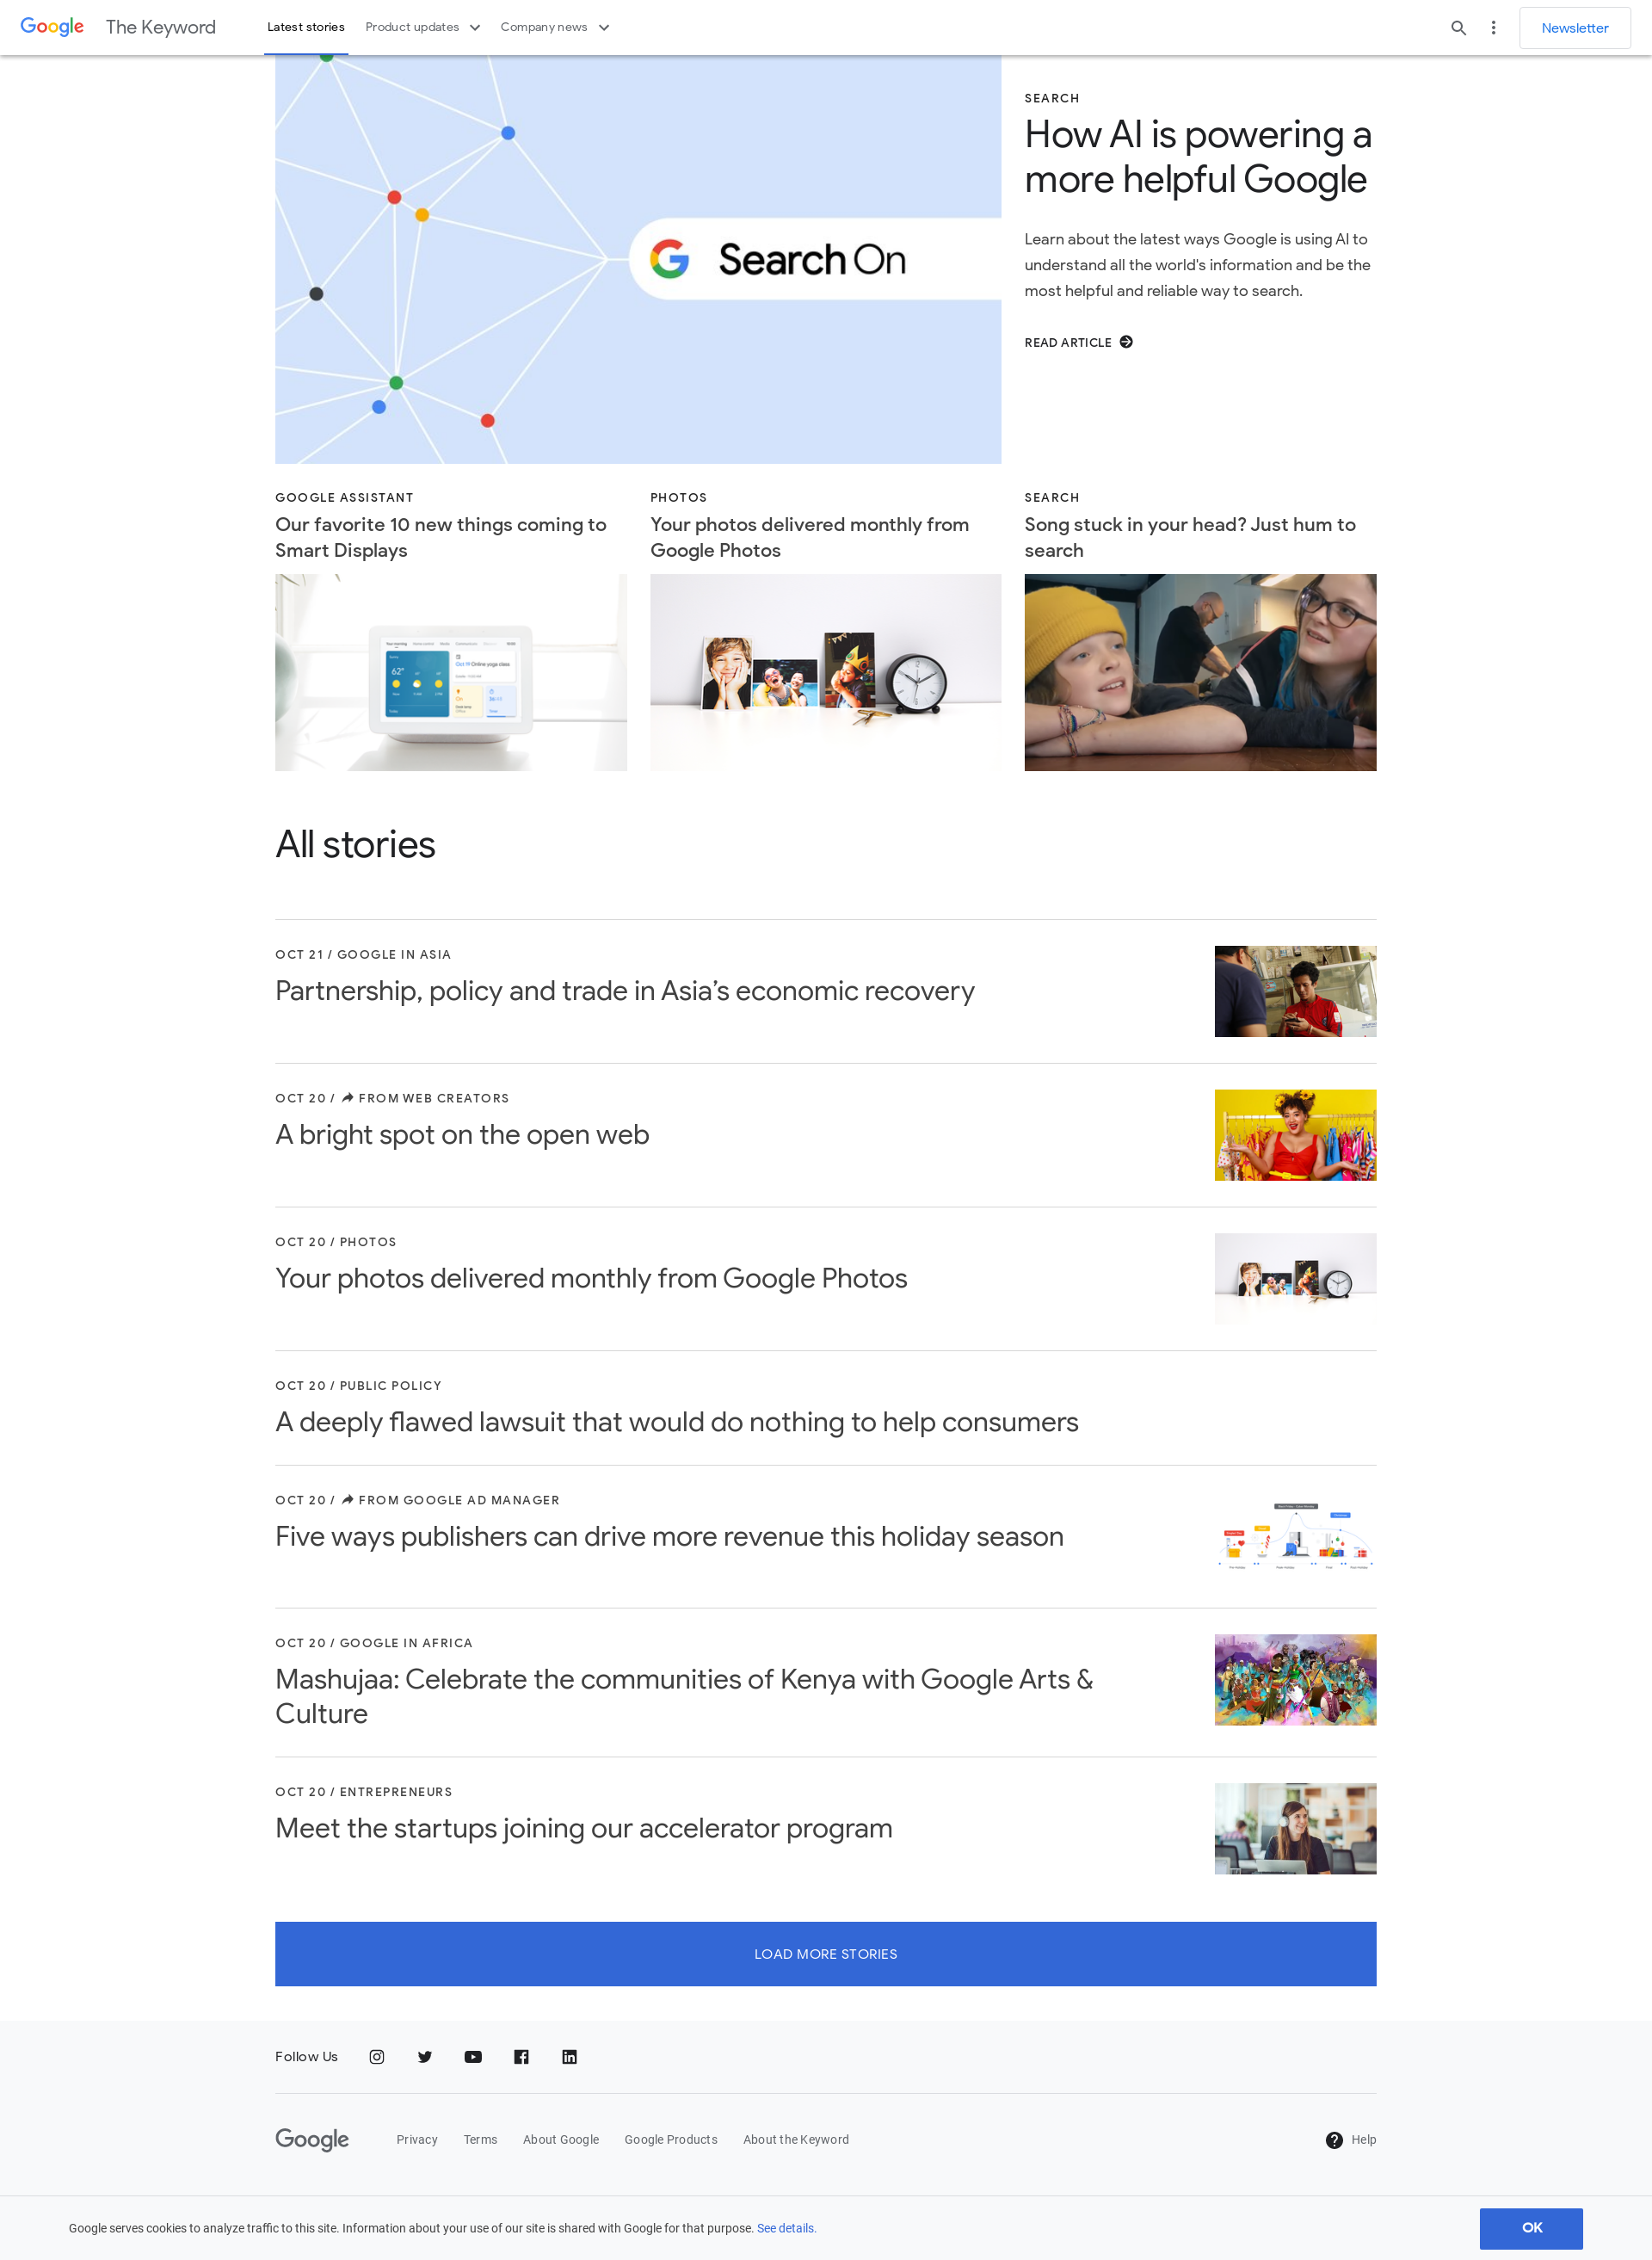 Google The Keyword Latest stories Product updates Company news Newsletter
Search On
SEARCH
How AI is powering a
more helpful Google
Learn about the latest ways Google is using AI to
understand all the world's information and be the
most helpful and reliable way to search.
READ ARTICLE
GOOGLE ASSISTANT
Our favorite 10 new things coming to
Smart Displays
PHOTOS
Your photos delivered monthly from
Google Photos
SEARCH
Song stuck in your head? Just hum to
search
All stories
OCT 21 / GOOGLE IN ASIA
Partnership, policy and trade in Asia’s economic recovery
OCT 20 / FROM WEB CREATORS
A bright spot on the open web
OCT 20 / PHOTOS
Your photos delivered monthly from Google Photos
OCT 20 / PUBLIC POLICY
A deeply flawed lawsuit that would do nothing to help consumers
OCT 20 / FROM GOOGLE AD MANAGER
Five ways publishers can drive more revenue this holiday season
OCT 20 / GOOGLE IN AFRICA
Mashujaa: Celebrate the communities of Kenya with Google Arts &
Culture
OCT 20 / ENTREPRENEURS
Meet the startups joining our accelerator program
LOAD MORE STORIES
Follow Us
Google Privacy Terms About Google Google Products About the Keyword Help
Google serves cookies to analyze traffic to this site. Information about your use of our site is shared with Google for that purpose. See details. OK